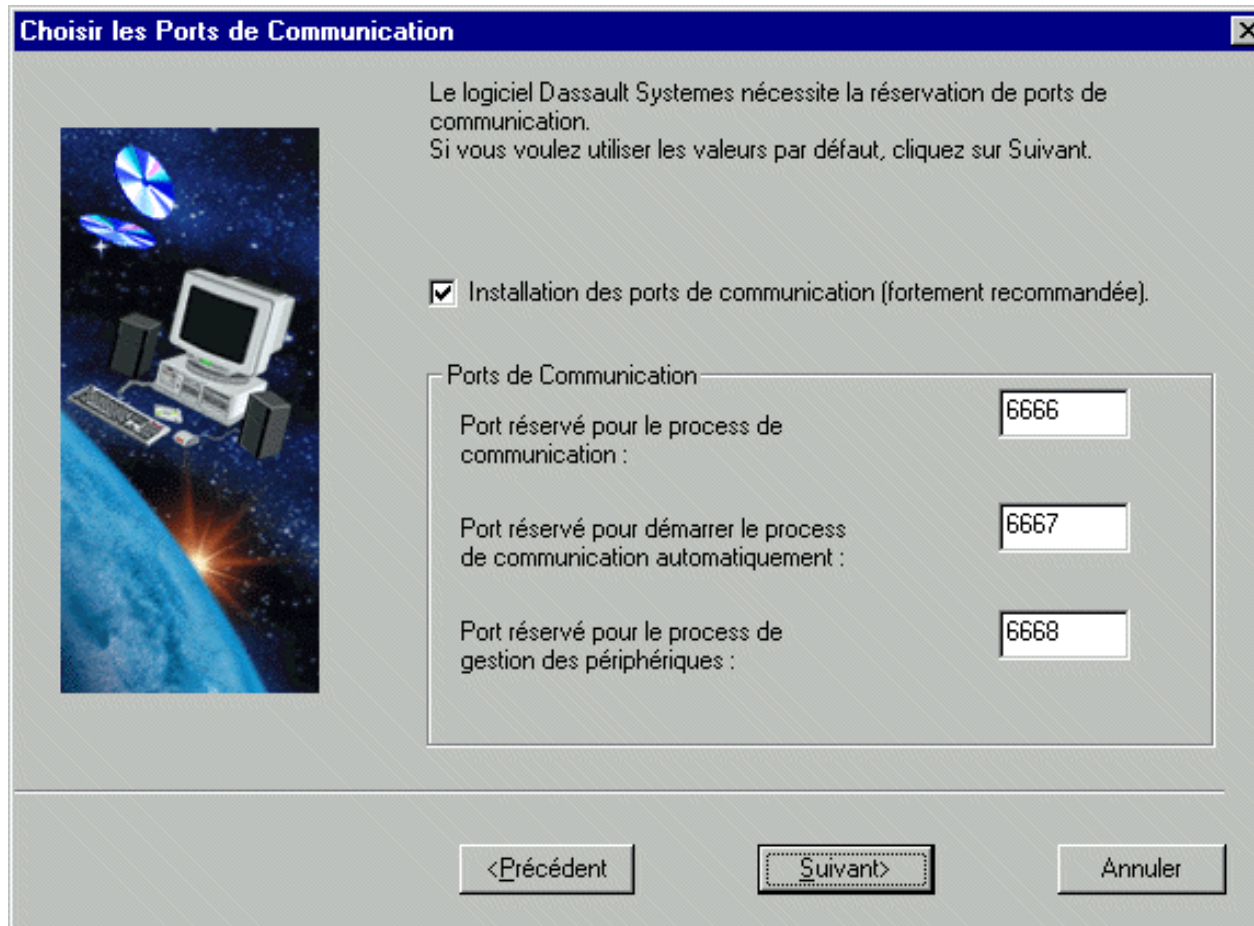 Choisir les Ports de Communication
Le logiciel Dassault Systemes nécessite la réservation de ports de
communication.
Si vous voulez utiliser les valeurs par défaut, cliquez sur Suivant.
Installation des ports de communication (fortement recommandée).
Ports de Communication
Port réservé pour le process de
communication :
6666
Port réservé pour démarrer le process
de communication automatiquement :
6667
Port réservé pour le process de
gestion des périphériques :
6668
<Précédent
Suivant>
Annuler